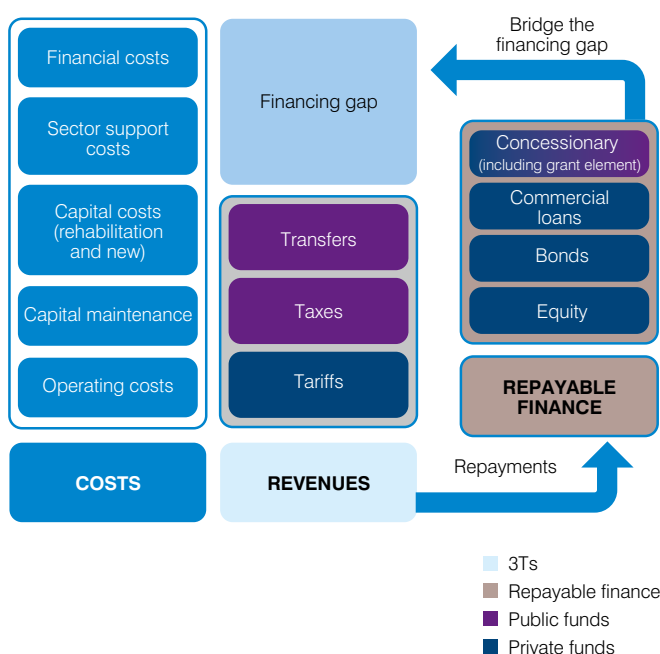 Financial costs
Sector support
costs
Capital costs
(rehabilitation
and new)
Capital maintenance
Operating costs
COSTS
Financing gap
Transfers
Taxes
Tariffs
REVENUES
Bridge the
financing gap
Concessionary
(including grant element)
Commercial
loans
Bonds
Equity
REPAYABLE
FINANCE
Repayments
3Ts
Repayable finance
Public funds
Private funds